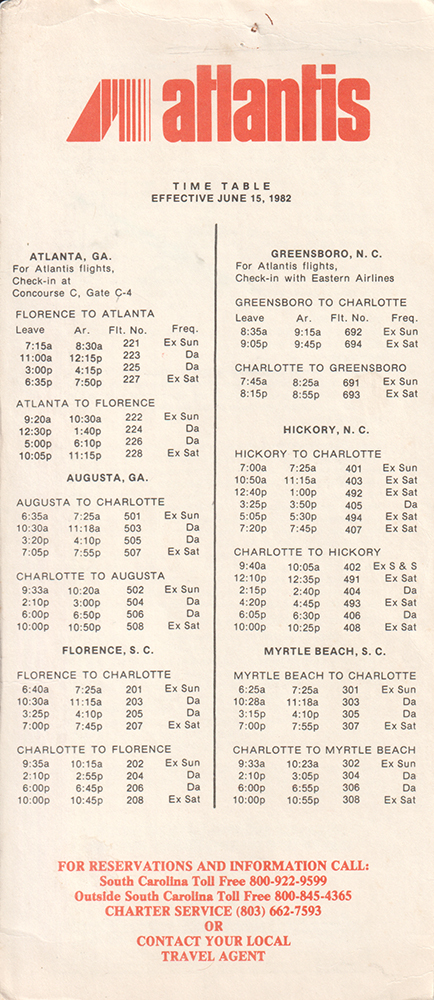 atlantis
TIME TABLE
EFFECTIVE JUNE 15, 1982
ATLANTA, GA.
For Atlantis flights,
Check-in at
Concourse C, Gate C-4
FLORENCE TO ATLANTA
Leave Ar. Flt. No. Freq.
7:15a 8:30a 221 Ex Sun
11:00a 12:15p 223 Da
3:00p 4:15p 225 Da
6:35p 7:50p 227 Ex Sat
ATLANTA TO FLORENCE
9:20a 10:30a 222 Ex Sun
12:30p 1:40p 224 Da
5:00p 6:10p 226 Da
10:05p 11:15p 228 Ex Sat
AUGUSTA, GA.
AUGUSTA TO CHARLOTTE
6:35a 7:25a 501 Ex Sun
10:30a 11:18a 503 Da
3:20p 4:10p 505 Da
7:05p 7:55p 507 Ex Sat
CHARLOTTE TO AUGUSTA
9:33a 10:20a 502 Ex Sun
2:10p 3:00p 504 Da
6:00p 6:50p 506 Da
10:00p 10:50p 508 Ex Sat
FLORENCE, S. C.
FLORENCE TO CHARLOTTE
6:40a 7:25a 201 Ex Sun
10:30a 11:15a 203 Da
3:25p 4:10p 205 Da
7:00p 7:45p 207 Ex Sat
CHARLOTTE TO FLORENCE
9:35a 10:15a 202 Ex Sun
2:10p 2:55p 204 Da
6:00p 6:45p 206 Da
10:00p 10:45p 208 Ex Sat
GREENSBORO, N. C.
For Atlantis flights,
Check-in with Eastern Airlines
GREENSBORO TO CHARLOTTE
Leave Ar. Flt. No. Freq.
8:35a 9:15a 692 Ex Sun
9:05p 9:45p 694 Ex Sat
CHARLOTTE TO GREENSBORO
7:45a 8:25a 691 Ex Sun
8:15p 8:55p 693 Ex Sat
HICKORY, N. C.
HICKORY TO CHARLOTTE
7:00a 7:25a 401 Ex Sun
10:50a 11:15a 403 Ex Sat
12:40p 1:00p 492 Ex Sat
3:25p 3:50p 405 Da
5:05p 5:30p 494 Ex Sat
7:20p 7:45p 407 Ex Sat
CHARLOTTE TO HICKORY
9:40a 10:05a 402 Ex S & S
12:10p 12:35p 491 Ex Sat
2:15p 2:40p 404 Da
4:20p 4:45p 493 Ex Sat
6:05p 6:30p 406 Da
10:00p 10:25p 408 Ex Sat
MYRTLE BEACH, S. C.
MYRTLE BEACH TO CHARLOTTE
6:25a 7:25a 301 Ex Sun
10:28a 11:18a 303 Da
3:15p 4:10p 305 Da
7:00p 7:55p 307 Ex Sat
CHARLOTTE TO MYRTLE BEACH
9:33a 10:23a 302 Ex Sun
2:10p 3:05p 304 Da
6:00p 6:55p 306 Da
10:00p 10:55p 308 Ex Sat
FOR RESERVATIONS AND INFORMATION CALL:
South Carolina Toll Free 800-922-9599
Outside South Carolina Toll Free 800-845-4365
CHARTER SERVICE (803) 662-7593
OR
CONTACT YOUR LOCAL
TRAVEL AGENT